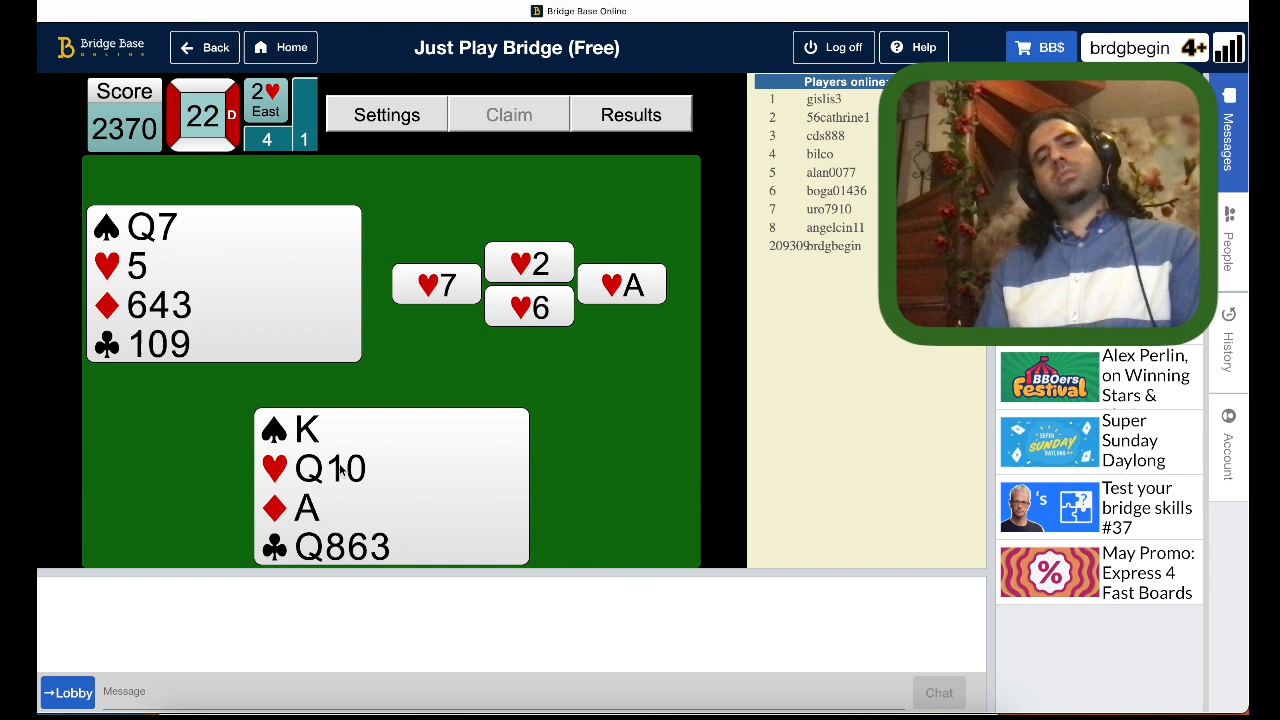 Bridge Base Online
Bridge Base
ONLINE
Back
Home
Just Play Bridge (Free)
Log off
Help
BB$
brdgbegin 4+
Score
2370
22
D
2♥
East
4
1
Settings
Claim
Results
Players online:
1 gislis3
2 56cathrine1
3 cds888
4 bilco
5 alan0077
6 boga01436
7 uro7910
8 angelcin11
209309brdgbegin
♠Q7
♥5
♦643
♣109
♥2
♥7
♥A
♥6
♠K
♥Q10
♦A
♣Q863
Messages
People
History
Account
BBOers
Festival
Alex Perlin,
on Winning
Stars &
SUPER
SUNDAY
DAYLONG
Super
Sunday
Daylong
's
?
Test your
bridge skills
#37
%
May Promo:
Express 4
Fast Boards
→Lobby
Message
Chat